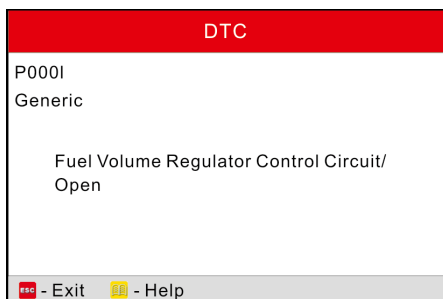 DTC
P000I
Generic
Fuel Volume Regulator Control Circuit/
Open
ESC - Exit - Help